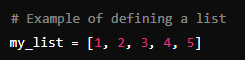 # Example of defining a list
my_list = [1, 2, 3, 4, 5]